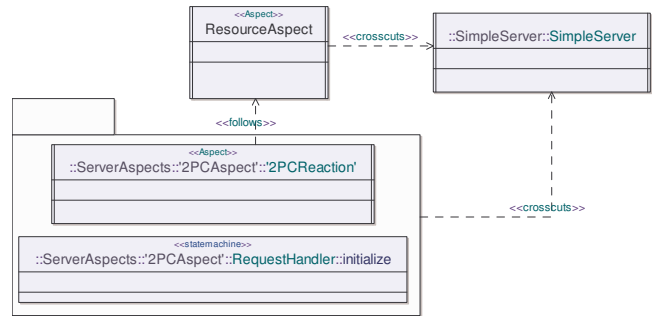 <<Aspect>>
ResourceAspect
<<crosscuts>>
::SimpleServer::SimpleServer
<<follows>>
<<Aspect>>
::ServerAspects::'2PCAspect'::'2PCReaction'
<<crosscuts>>
<<statemachine>>
::ServerAspects::'2PCAspect'::RequestHandler::initialize